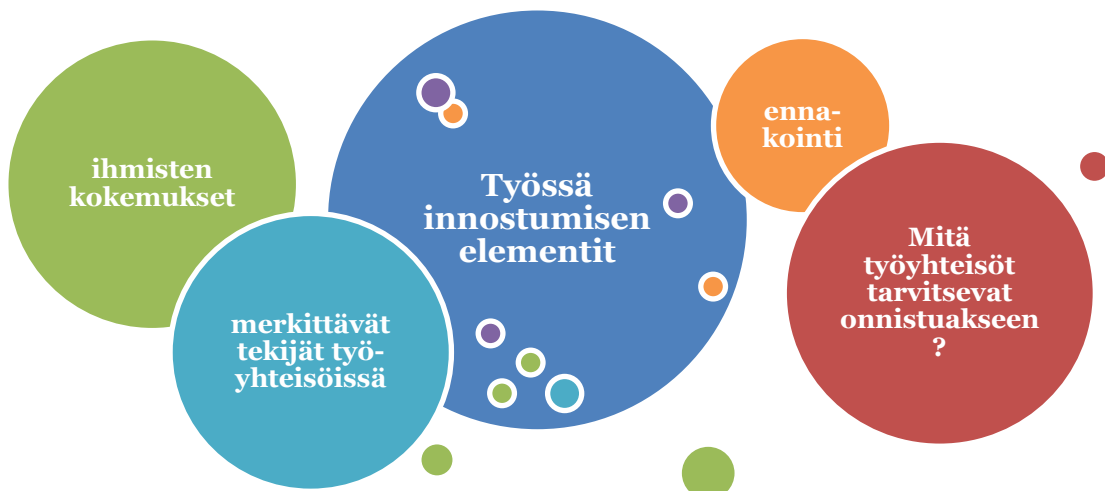 ihmisten
kokemukset
merkittävät
tekijät työ-
yhteisöissä
Työssä
innostumisen
elementit
enna-
kointi
Mitä
työyhteisöt
tarvitsevat
onnistuakseen
?